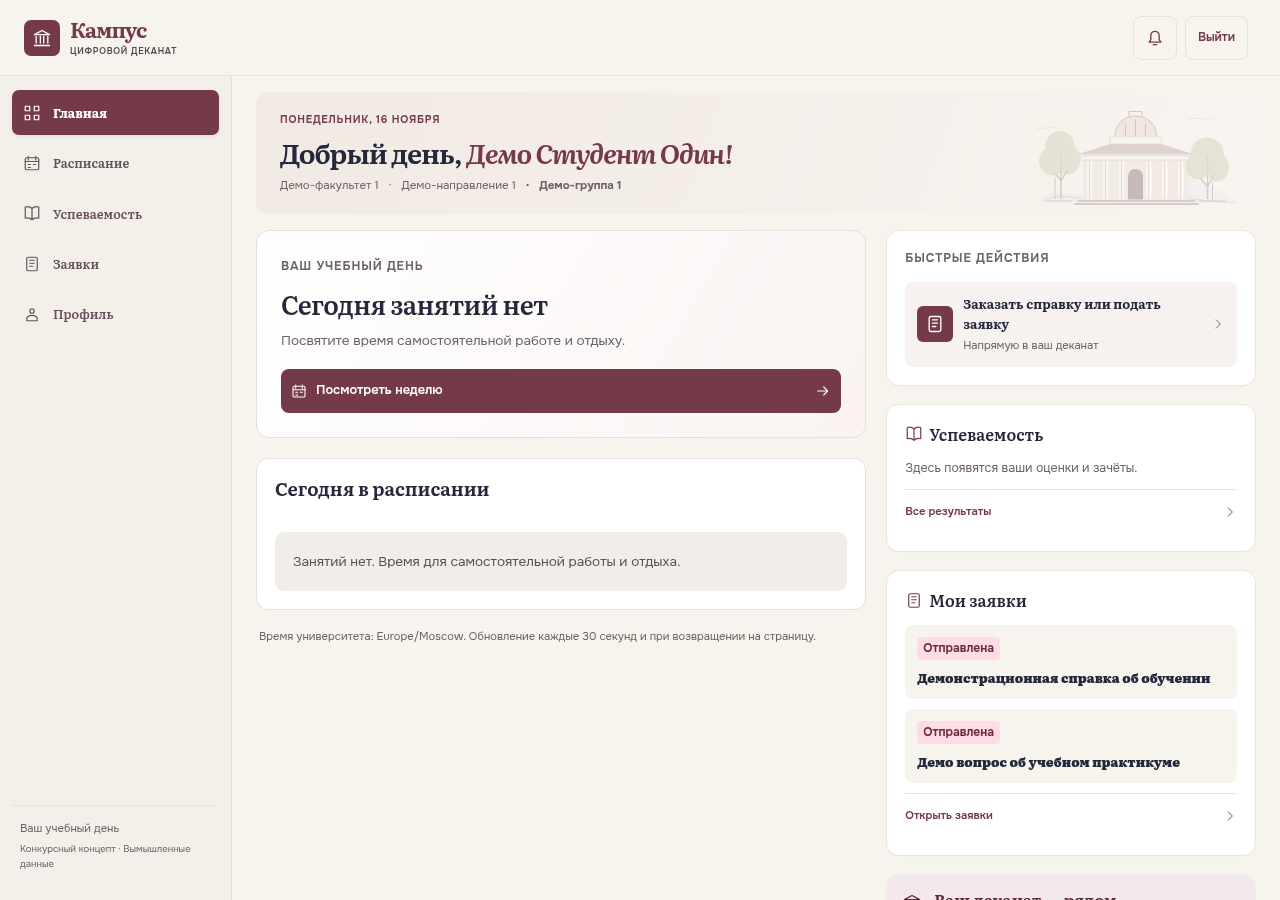 Кампус
ЦИФРОВОЙ ДЕКАНАТ
Выйти
Главная
Расписание
Успеваемость
Заявки
Профиль
Ваш учебный день
Конкурсный концепт · Вымышленные
данные
ПОНЕДЕЛЬНИК, 16 НОЯБРЯ
Добрый день, Демо Студент Один!
Демо-факультет 1 · Демо-направление 1 · Демо-группа 1
ВАШ УЧЕБНЫЙ ДЕНЬ
Сегодня занятий нет
Посвятите время самостоятельной работе и отдыху.
Посмотреть неделю
Сегодня в расписании
Занятий нет. Время для самостоятельной работы и отдыха.
Время университета: Europe/Moscow. Обновление каждые 30 секунд и при возвращении на страницу.
БЫСТРЫЕ ДЕЙСТВИЯ
Заказать справку или подать
заявку
Напрямую в ваш деканат
Успеваемость
Здесь появятся ваши оценки и зачёты.
Все результаты
Мои заявки
Отправлена
Демонстрационная справка об обучении
Отправлена
Демо вопрос об учебном практикуме
Открыть заявки
Ваш деканат — рядом